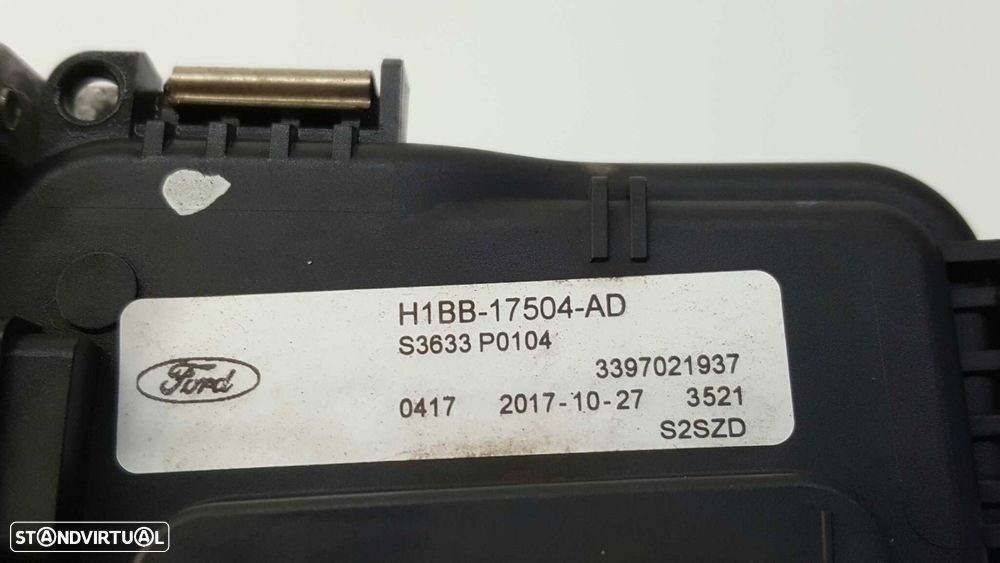 H1BB-17504-AD
S3633 P0104
3397021937
Ford
0417 2017-10-27 3521
S2SZD
STANDVIRTUAL